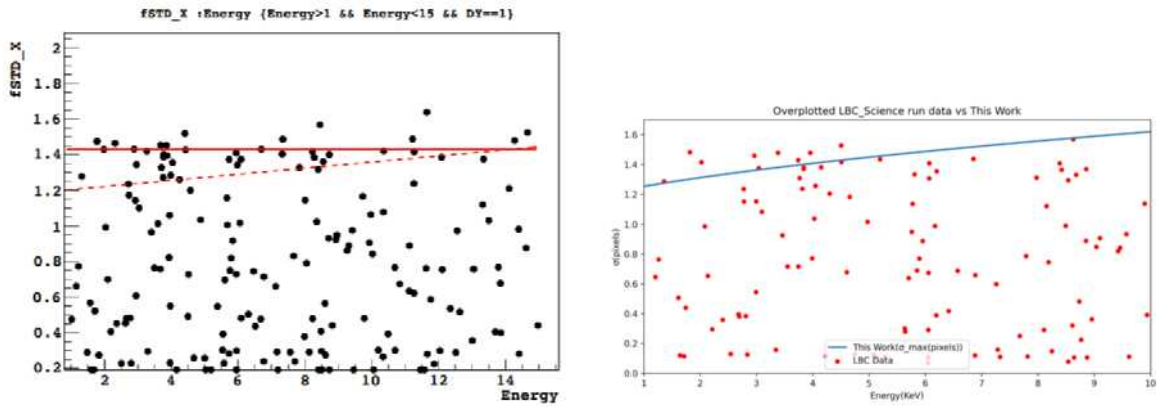 fSTD_X :Energy {Energy>1 && Energy<15 && DY==1}
fSTD_X
2
1.8
1.6
1.4
1.2
1
0.8
0.6
0.4
0.2
2 4 6 8 10 12 14
Energy
Overplotted LBC_Science run data vs This Work
σ(pixels)
1.6
1.4
1.2
1.0
0.8
0.6
0.4
0.2
0.0
This Work(σ_max(pixels))
LBC Data
1 2 3 4 5 6 7 8 9 10
Energy(KeV)